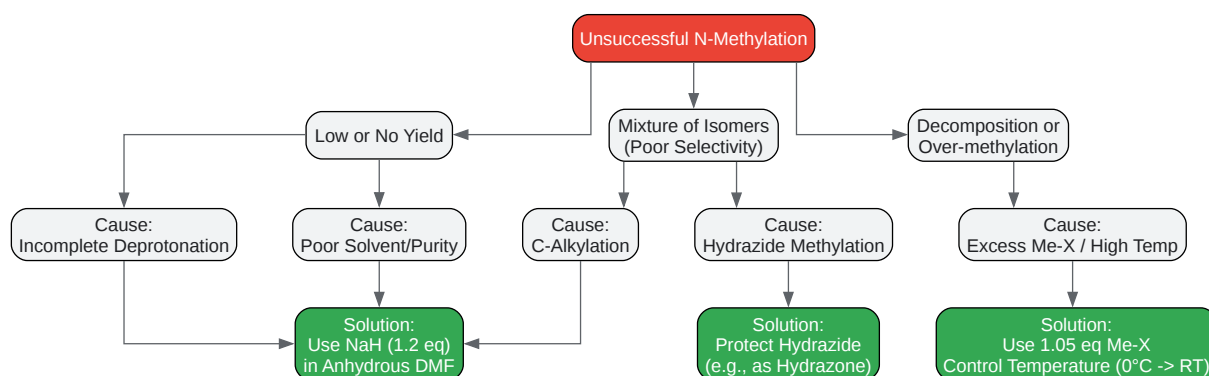 Unsuccessful N-Methylation
Low or No Yield
Mixture of Isomers
(Poor Selectivity)
Decomposition or
Over-methylation
Cause:
Incomplete Deprotonation
Cause:
Poor Solvent/Purity
Cause:
C-Alkylation
Cause:
Hydrazide Methylation
Cause:
Excess Me-X / High Temp
Solution:
Use NaH (1.2 eq)
in Anhydrous DMF
Solution:
Protect Hydrazide
(e.g., as Hydrazone)
Solution:
Use 1.05 eq Me-X
Control Temperature (0°C -> RT)